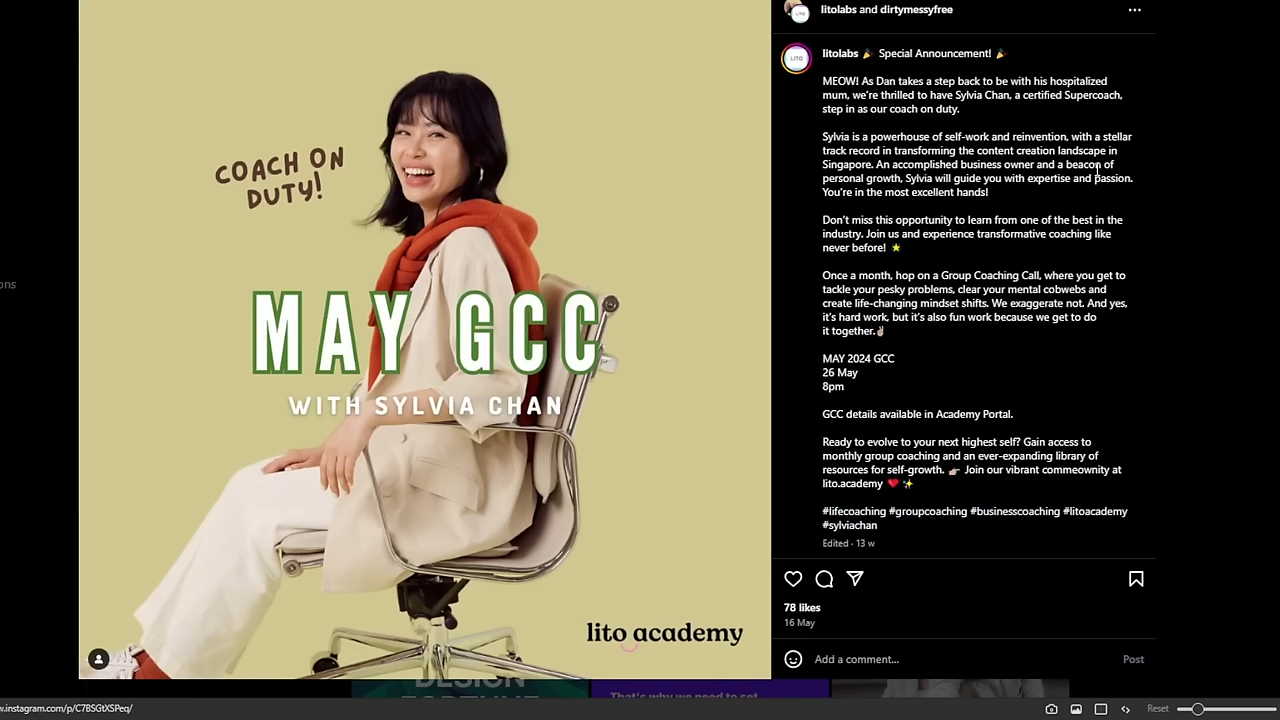 litolabs and dirtymessyfree
litolabs 🎉 Special Announcement! 🎉
MEOW! As Dan takes a step back to be with his hospitalized
mum, we're thrilled to have Sylvia Chan, a certified Supercoach,
step in as our coach on duty.
Sylvia is a powerhouse of self-work and reinvention, with a stellar
track record in transforming the content creation landscape in
Singapore. An accomplished business owner and a beacon of
personal growth, Sylvia will guide you with expertise and passion.
You're in the most excellent hands!
Don't miss this opportunity to learn from one of the best in the
industry. Join us and experience transformative coaching like
never before! ⭐
Once a month, hop on a Group Coaching Call, where you get to
tackle your pesky problems, clear your mental cobwebs and
create life-changing mindset shifts. We exaggerate not. And yes,
it's hard work, but it's also fun work because we get to do
it together.✌🏼
MAY 2024 GCC
26 May
8pm
GCC details available in Academy Portal.
Ready to evolve to your next highest self? Gain access to
monthly group coaching and an ever-expanding library of
resources for self-growth. 👉🏼 Join our vibrant commeownity at
lito.academy ❤️ ✨
#lifecoaching #groupcoaching #businesscoaching #litoacademy
#sylviachan
Edited · 13 w
78 likes
16 May
Add a comment...
Post
COACH ON
DUTY!
MAY GCC
WITH SYLVIA CHAN
lito academy
LITO
ons
That's why we need to set
w.instagram.com/p/C7BSGtXSPeq/
Reset